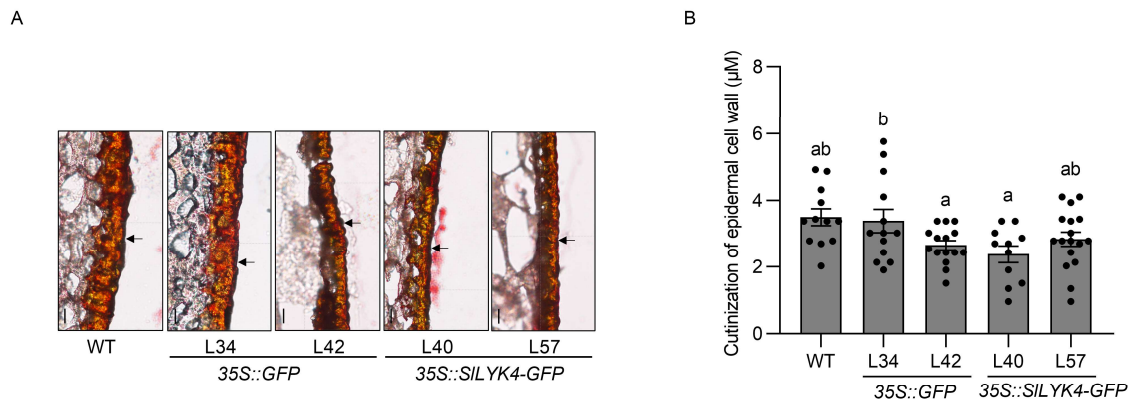 A
WT
L34
L42
L40
L57
35S::GFP
35S::SlLYK4-GFP
B
Cutinization of epidermal cell wall (µM)
8
6
4
2
0
ab
b
a
a
ab
WT
L34
L42
L40
L57
35S::GFP
35S::SlLYK4-GFP